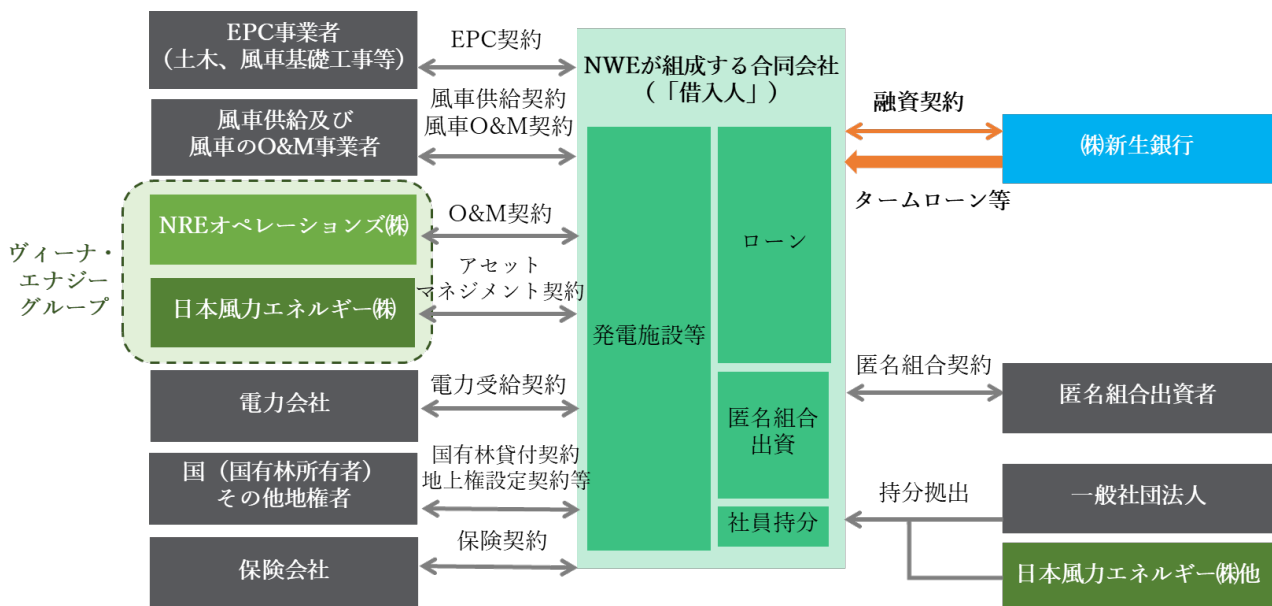 EPC事業者
（土木、風車基礎工事等）
EPC契約
風車供給及び
風車のO&M事業者
風車供給契約
風車O&M契約
ヴィーナ・
エナジー
グループ
NREオペレーションズ㈱
O&M契約
日本風力エネルギー㈱
アセット
マネジメント契約
電力会社
電力受給契約
国（国有林所有者）
その他地権者
国有林貸付契約
地上権設定契約等
保険会社
保険契約
NWEが組成する合同会社
（「借入人」）
発電施設等
ローン
匿名組合
出資
社員持分
融資契約
タームローン等
㈱新生銀行
匿名組合契約
匿名組合出資者
持分拠出
一般社団法人
日本風力エネルギー㈱他